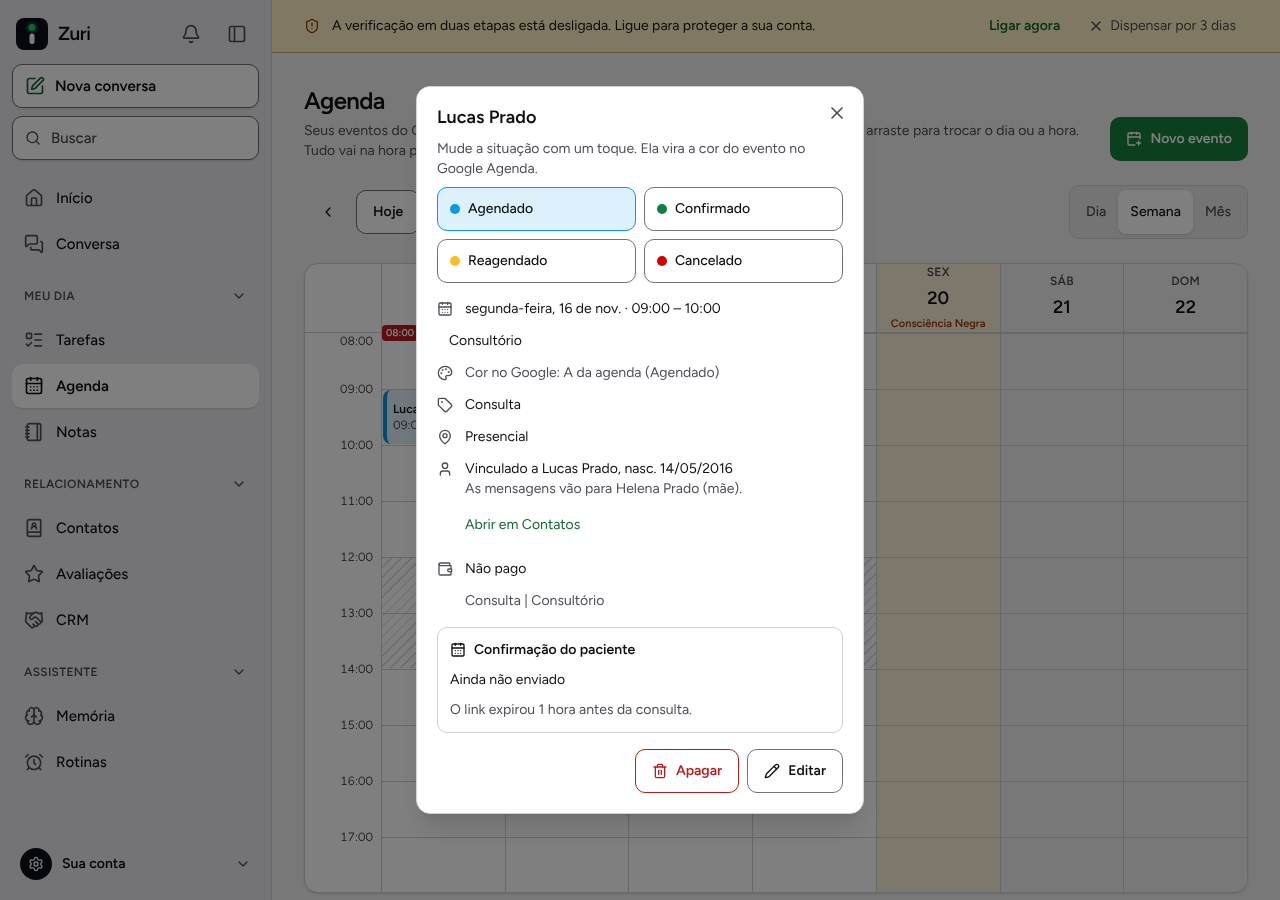 Zuri
A verificação em duas etapas está desligada. Ligue para proteger a sua conta.
Ligar agora
Dispensar por 3 dias
Nova conversa
Buscar
Início
Conversa
MEU DIA
Tarefas
Agenda
Notas
RELACIONAMENTO
Contatos
Avaliações
CRM
ASSISTENTE
Memória
Rotinas
Sua conta
Agenda
Seus eventos do
arraste para trocar o dia ou a hora.
Tudo vai na hora
Novo evento
Hoje
Dia
Semana
Mês
SEX
20
Consciência Negra
SÁB
21
DOM
22
08:00
08:00
09:00
10:00
11:00
12:00
13:00
14:00
15:00
16:00
17:00
Lucas Prado
Mude a situação com um toque. Ela vira a cor do evento no
Google Agenda.
Agendado
Confirmado
Reagendado
Cancelado
segunda-feira, 16 de nov. · 09:00 – 10:00
Consultório
Cor no Google: A da agenda (Agendado)
Consulta
Presencial
Vinculado a Lucas Prado, nasc. 14/05/2016
As mensagens vão para Helena Prado (mãe).
Abrir em Contatos
Não pago
Consulta | Consultório
Confirmação do paciente
Ainda não enviado
O link expirou 1 hora antes da consulta.
Apagar
Editar